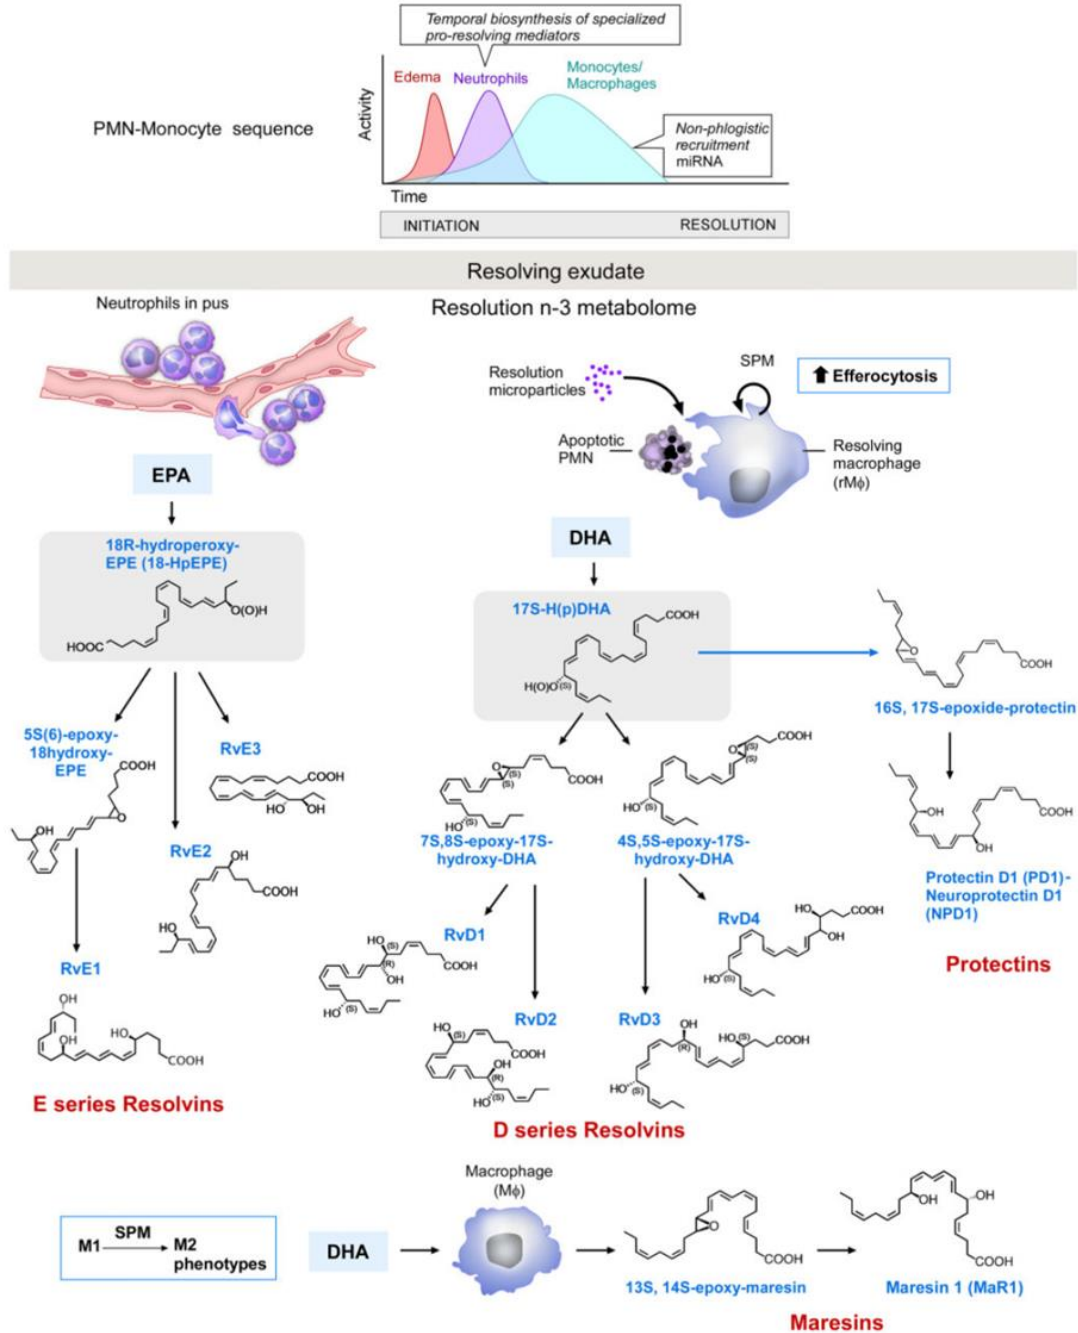 Temporal biosynthesis of specialized
pro-resolving mediators
Edema
Neutrophils
Monocytes/
Macrophages
PMN-Monocyte sequence
Activity
Non-phlogistic
recruitment
miRNA
Time
INITIATION
RESOLUTION
Resolving exudate
Neutrophils in pus
Resolution n-3 metabolome
Resolution
microparticles
SPM
Efferocytosis
Apoptotic
PMN
Resolving
macrophage
(rMϕ)
EPA
DHA
18R-hydroperoxy-
EPE (18-HpEPE)
O(O)H
HOOC
17S-H(p)DHA
COOH
H(O)O
(S)
O
COOH
16S, 17S-epoxide-protectin
5S(6)-epoxy-
18hydroxy-
EPE
COOH
O
OH
RvE3
COOH
HO
OH
O
(S)
(S)
COOH
HO
(S)
7S,8S-epoxy-17S-
hydroxy-DHA
O
(S)
(S)
COOH
HO
(S)
4S,5S-epoxy-17S-
hydroxy-DHA
OH
COOH
OH
Protectin D1 (PD1)-
Neuroprotectin D1
(NPD1)
Protectins
RvE2
OH
COOH
HO
RvE1
OH
OH
HO
COOH
E series Resolvins
RvD1
HO
(S)
(R)
OH
COOH
HO
(S)
RvD4
HO
COOH
OH
HO
(S)
RvD2
HO
(S)
COOH
OH
(R)
HO
(S)
RvD3
OH
(R)
HO
(S)
COOH
HO
(S)
D series Resolvins
Macrophage
(Mϕ)
M1
SPM
M2
phenotypes
DHA
O
COOH
13S, 14S-epoxy-maresin
OH
OH
COOH
Maresin 1 (MaR1)
Maresins